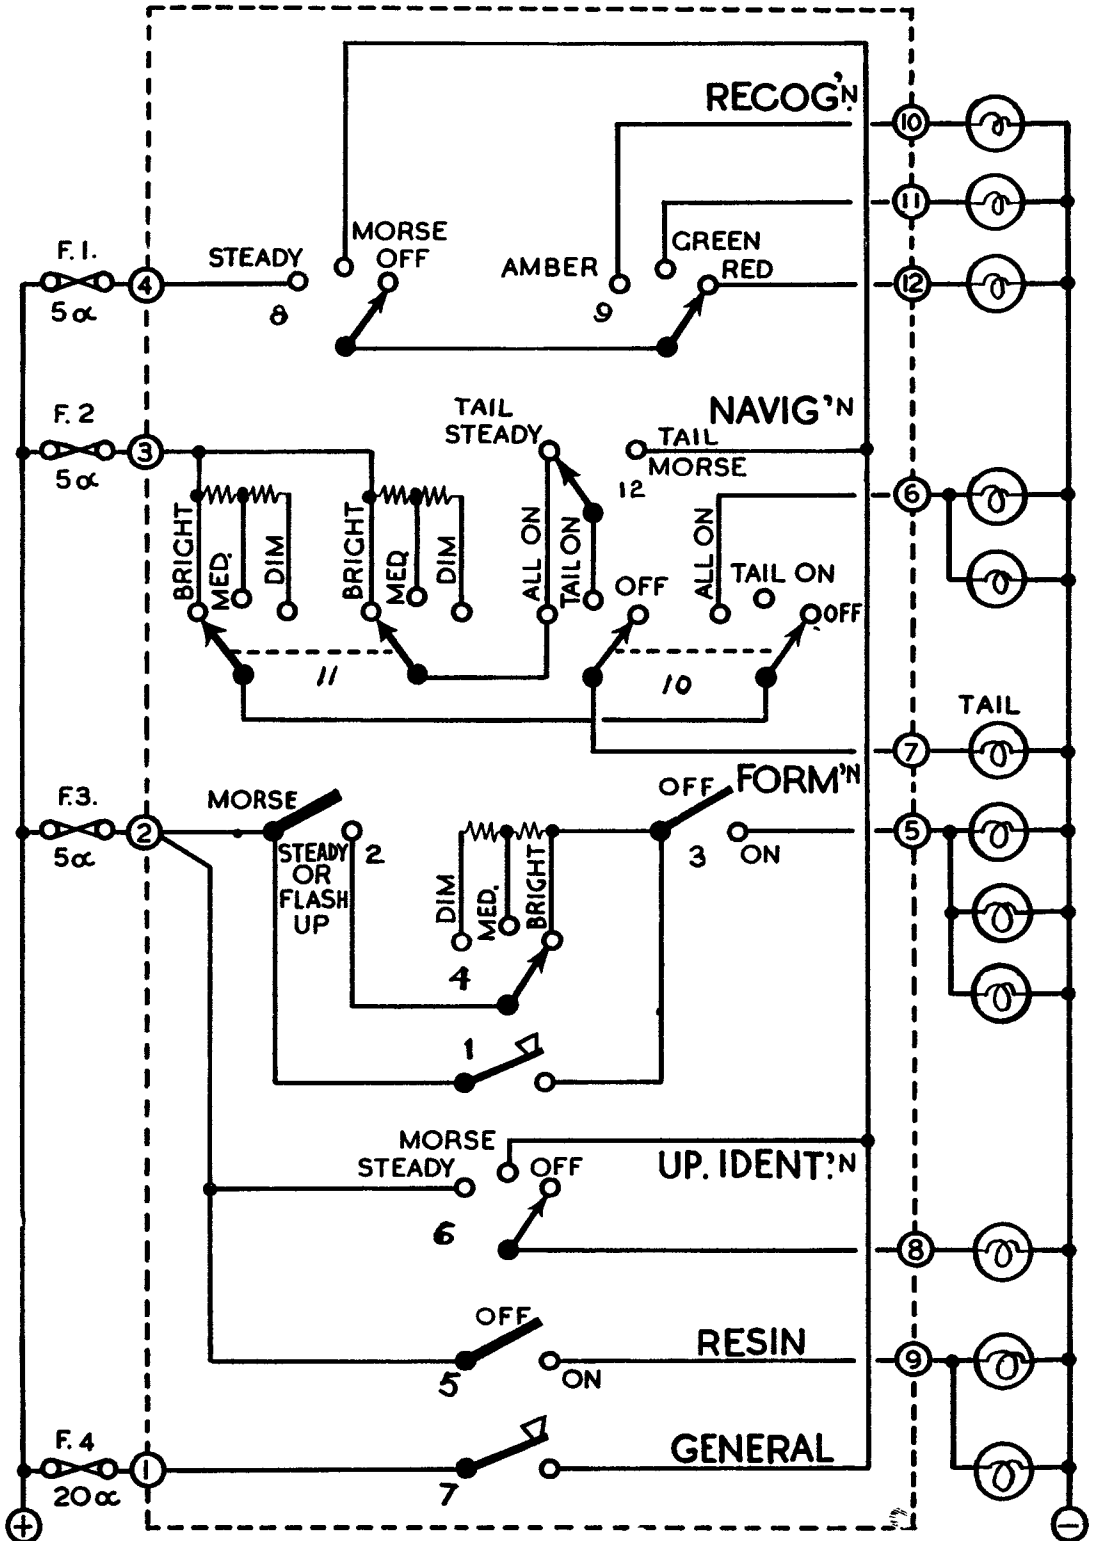 RECOG'N.
10
11
F.1.
5α
4
STEADY
MORSE
OFF
8
AMBER
GREEN
RED
9
12
F.2
5α
3
TAIL
STEADY
NAVIG'N
TAIL
MORSE
12
BRIGHT
MED.
DIM
BRIGHT
MED.
DIM
ALL ON
TAIL ON
OFF
ALL ON
TAIL ON
OFF
6
11
10
TAIL
7
F.3.
5α
2
MORSE
STEADY
OR
FLASH
UP
2
DIM
MED.
BRIGHT
4
OFF
FORM'N
3
ON
5
1
MORSE
STEADY
OFF
UP. IDENT.'N
6
8
OFF
RESIN
5
ON
9
F.4
20α
1
GENERAL
7
+
−